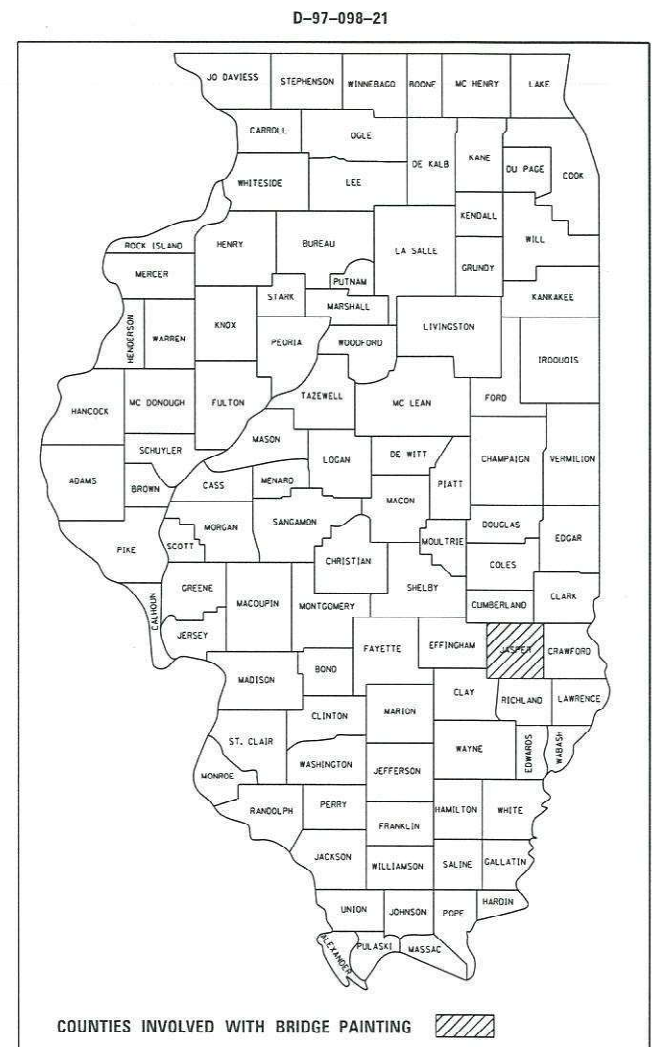 D-97-098-21
JO DAVIESS
STEPHENSON
WINNEBAGO
BOONE
MC HENRY
LAKE
CARROLL
OGLE
DE KALB
KANE
DU PAGE
COOK
WHITESIDE
LEE
KENDALL
WILL
ROCK ISLAND
HENRY
BUREAU
LA SALLE
GRUNDY
MERCER
PUTNAM
STARK
MARSHALL
KANKAKEE
HENDERSON
WARREN
KNOX
PEORIA
WOODFORD
LIVINGSTON
IROQUOIS
HANCOCK
MC DONOUGH
FULTON
TAZEWELL
MC LEAN
FORD
MASON
SCHUYLER
LOGAN
DE WITT
CHAMPAIGN
VERMILION
ADAMS
BROWN
CASS
MENARD
PIATT
MACON
MORGAN
SANGAMON
DOUGLAS
EDGAR
PIKE
SCOTT
MOULTRIE
CHRISTIAN
COLES
GREENE
SHELBY
CALHOUN
MACOUPIN
MONTGOMERY
CUMBERLAND
CLARK
JERSEY
FAYETTE
EFFINGHAM
JASPER
CRAWFORD
BOND
MADISON
CLAY
RICHLAND
LAWRENCE
CLINTON
MARION
ST. CLAIR
WAYNE
EDWARDS
WABASH
WASHINGTON
JEFFERSON
MONROE
RANDOLPH
PERRY
HAMILTON
WHITE
FRANKLIN
JACKSON
WILLIAMSON
SALINE
GALLATIN
UNION
JOHNSON
POPE
HARDIN
ALEXANDER
PULASKI
MASSAC
COUNTIES INVOLVED WITH BRIDGE PAINTING